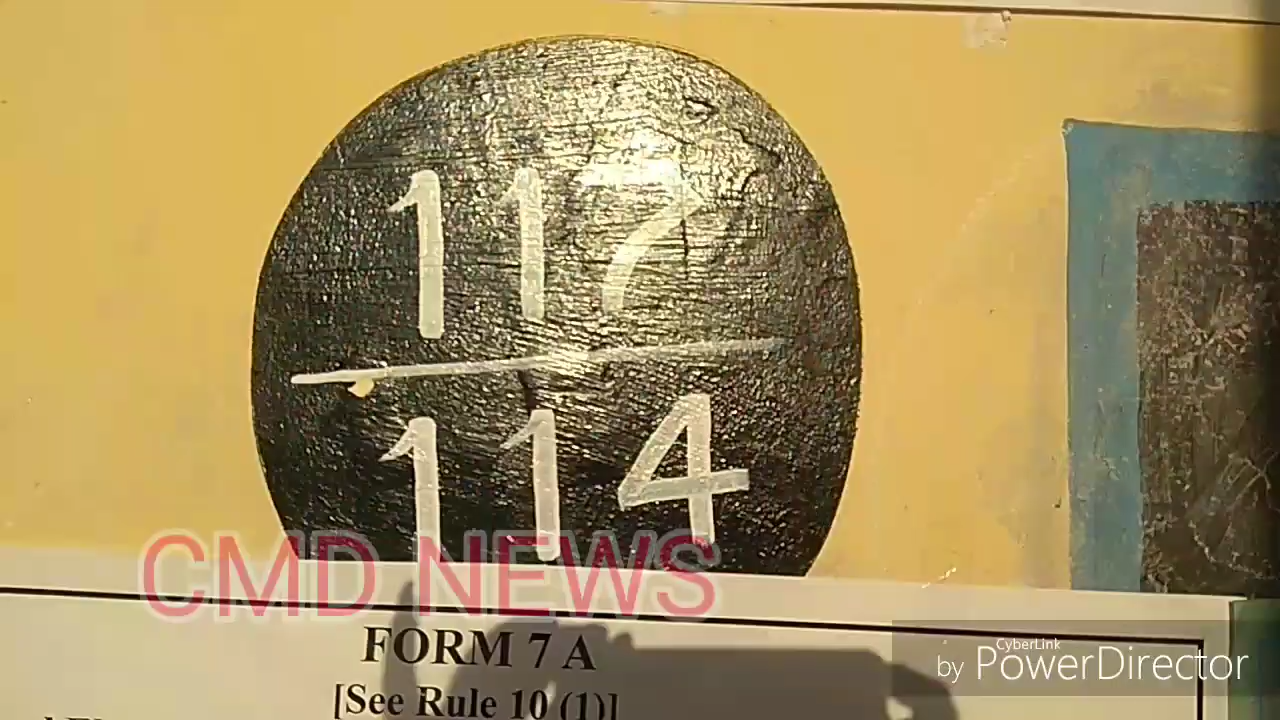 117
114
CMD NEWS
FORM 7 A
[See Rule 10 (1)]
CyberLink
by PowerDirector